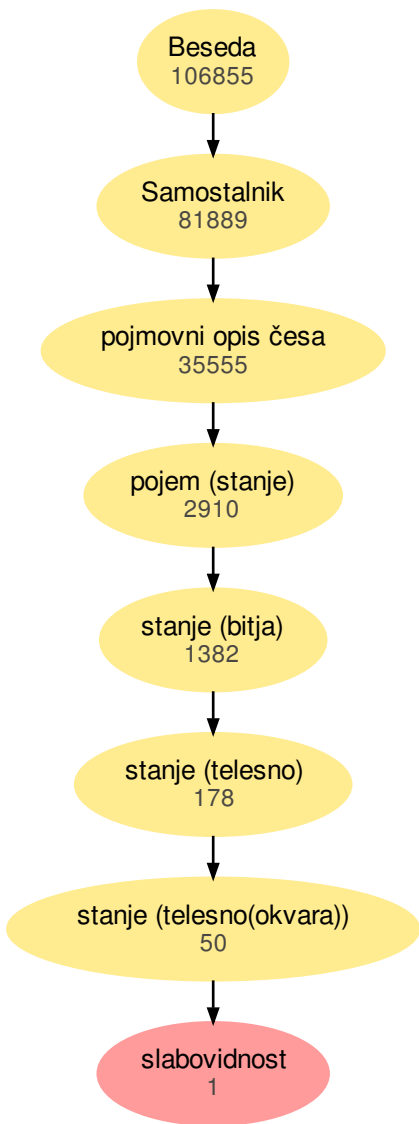 Beseda
106855
Samostalnik
81889
pojmovni opis česa
35555
pojem (stanje)
2910
stanje (bitja)
1382
stanje (telesno)
178
stanje (telesno(okvara))
50
slabovidnost
1